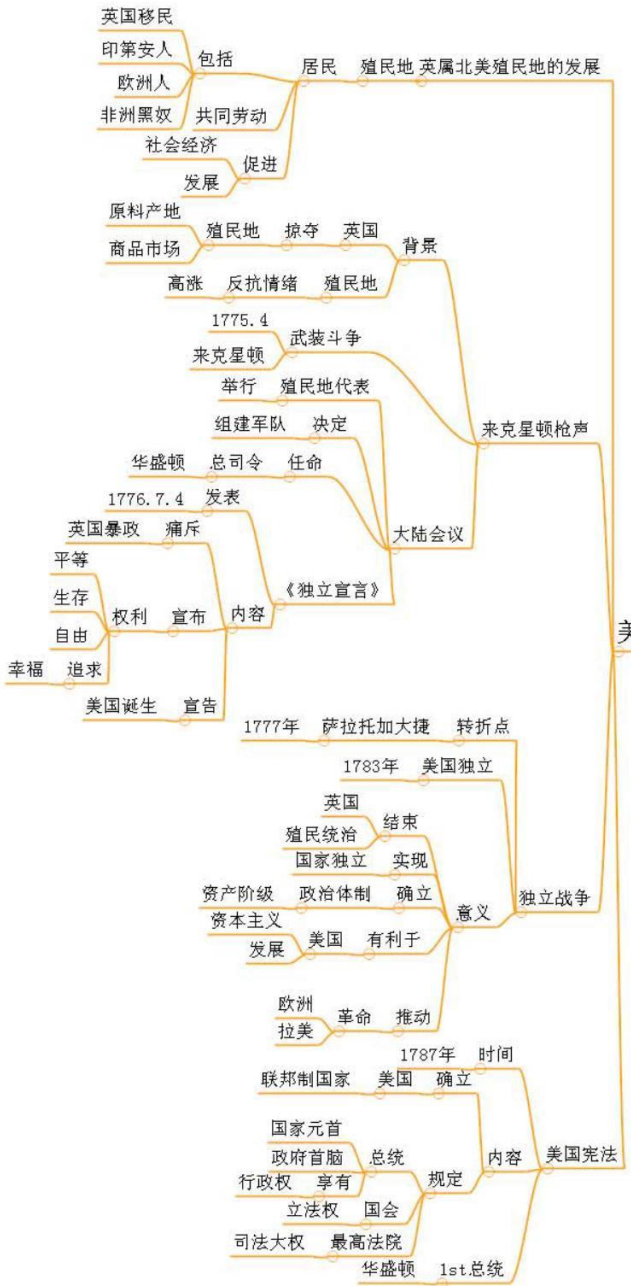 英国移民
印第安人
包括
欧洲人
居民 殖民地 英属北美殖民地的发展
非洲黑奴
共同劳动
社会经济
促进
发展
原料产地
殖民地 掠夺 英国
商品市场
背景
高涨 反抗情绪 殖民地
1775.4
武装斗争
来克星顿
举行 殖民地代表
组建军队 决定
来克星顿枪声
华盛顿 总司令 任命
1776.7.4 发表
英国暴政 痛斥
大陆会议
平等
生存
权利 宣布 内容 《独立宣言》
自由
美
幸福 追求
美国诞生 宣告
1777年 萨拉托加大捷 转折点
1783年 美国独立
英国
结束
殖民统治
国家独立 实现
资产阶级 政治体制 确立
意义 独立战争
资本主义
美国 有利于
发展
欧洲
革命 推动
拉美
1787年 时间
联邦制国家 美国 确立
国家元首
政府首脑 总统
内容 美国宪法
行政权 享有
规定
立法权 国会
司法大权 最高法院
华盛顿 1st总统